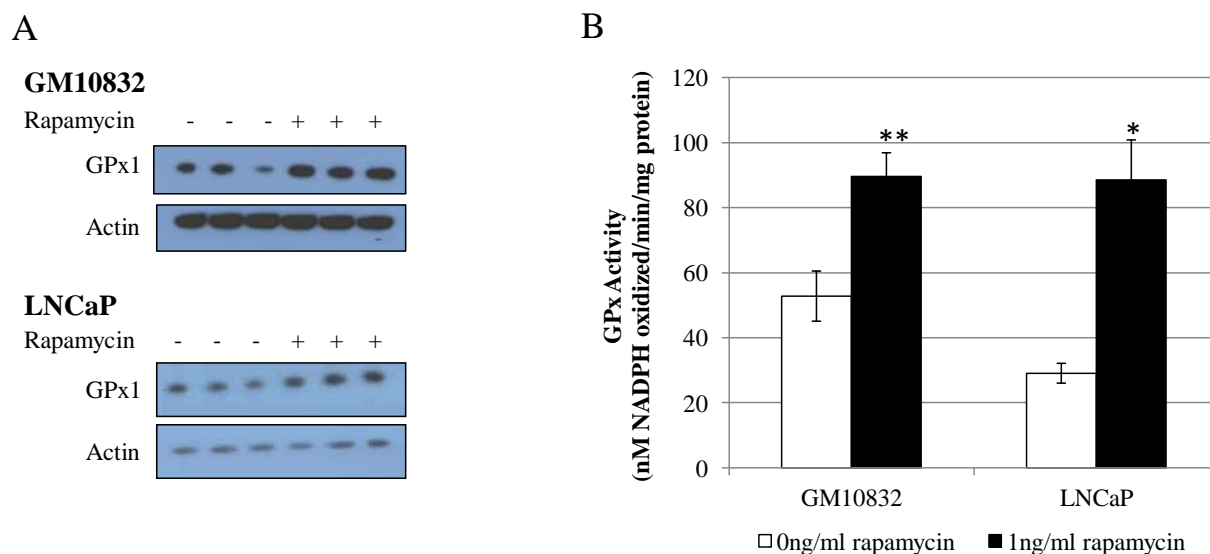 A
GM10832
Rapamycin - - - + + +
GPx1
Actin
LNCaP
Rapamycin - - - + + +
GPx1
Actin
B
GPx Activity
(nM NADPH oxidized/min/mg protein)
120
100
80
60
40
20
0
** *
GM10832 LNCaP
0ng/ml rapamycin 1ng/ml rapamycin